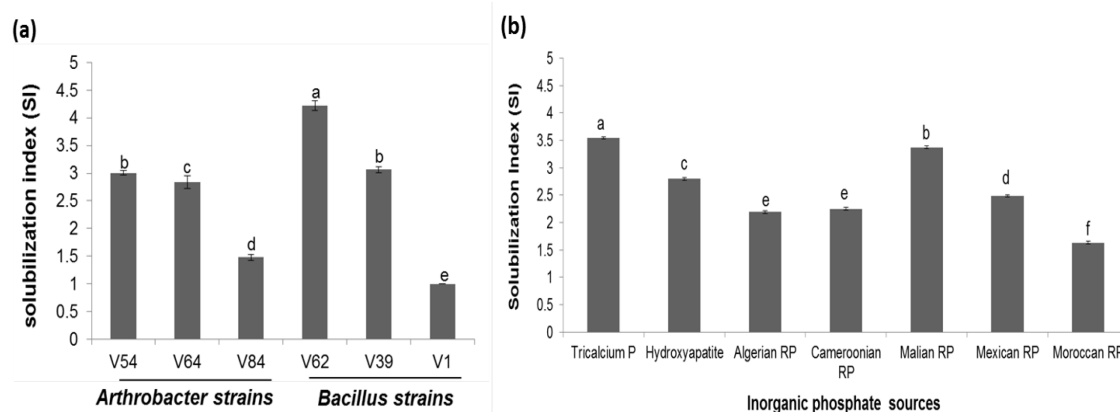 (a)
solubilization index (SI)
5
4.5
4
3.5
3
2.5
2
1.5
1
0.5
0
b
c
d
a
b
e
V54 V64 V84 V62 V39 V1
Arthrobacter strains Bacillus strains
(b)
Solubilization Index (SI)
5
4.5
4
3.5
3
2.5
2
1.5
1
0.5
0
a
c
e
e
b
d
f
Tricalcium P Hydroxyapatite Algerian RP Cameroonian RP Malian RP Mexican RP Moroccan RP
Inorganic phosphate sources